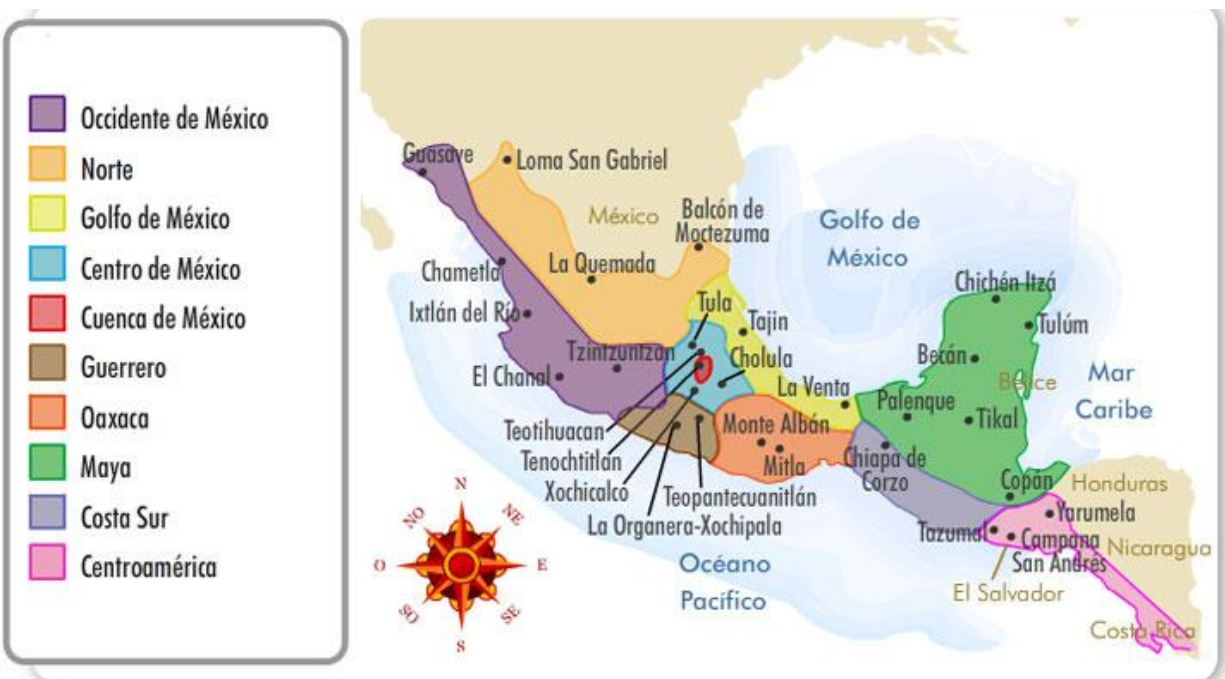 Occidente de México
Norte
Golfo de México
Centro de México
Cuenca de México
Guerrero
Oaxaca
Maya
Costa Sur
Centroamérica
Guasave
Loma San Gabriel
México
Balcón de
Moctezuma
Golfo de
México
Chametla
La Quemada
Chichén Itzá
Ixtlán del Río
Tula
Tajin
Tulúm
Tzintzuntzán
Cholula
Becán
Belice
Mar
Caribe
El Chanal
La Venta
Palenque
Tikal
Teotihuacan
Monte Albán
Tenochtitlán
Mitla
Chiapa de
Corzo
Xochicalco
Teopantecuanitlán
Copán
Honduras
La Organera-Xochipala
Yarumela
Tazumal
Campana
San Andrés
Nicaragua
El Salvador
Océano
Pacífico
Costa Rica
N
NO
NE
O
E
SO
SE
S